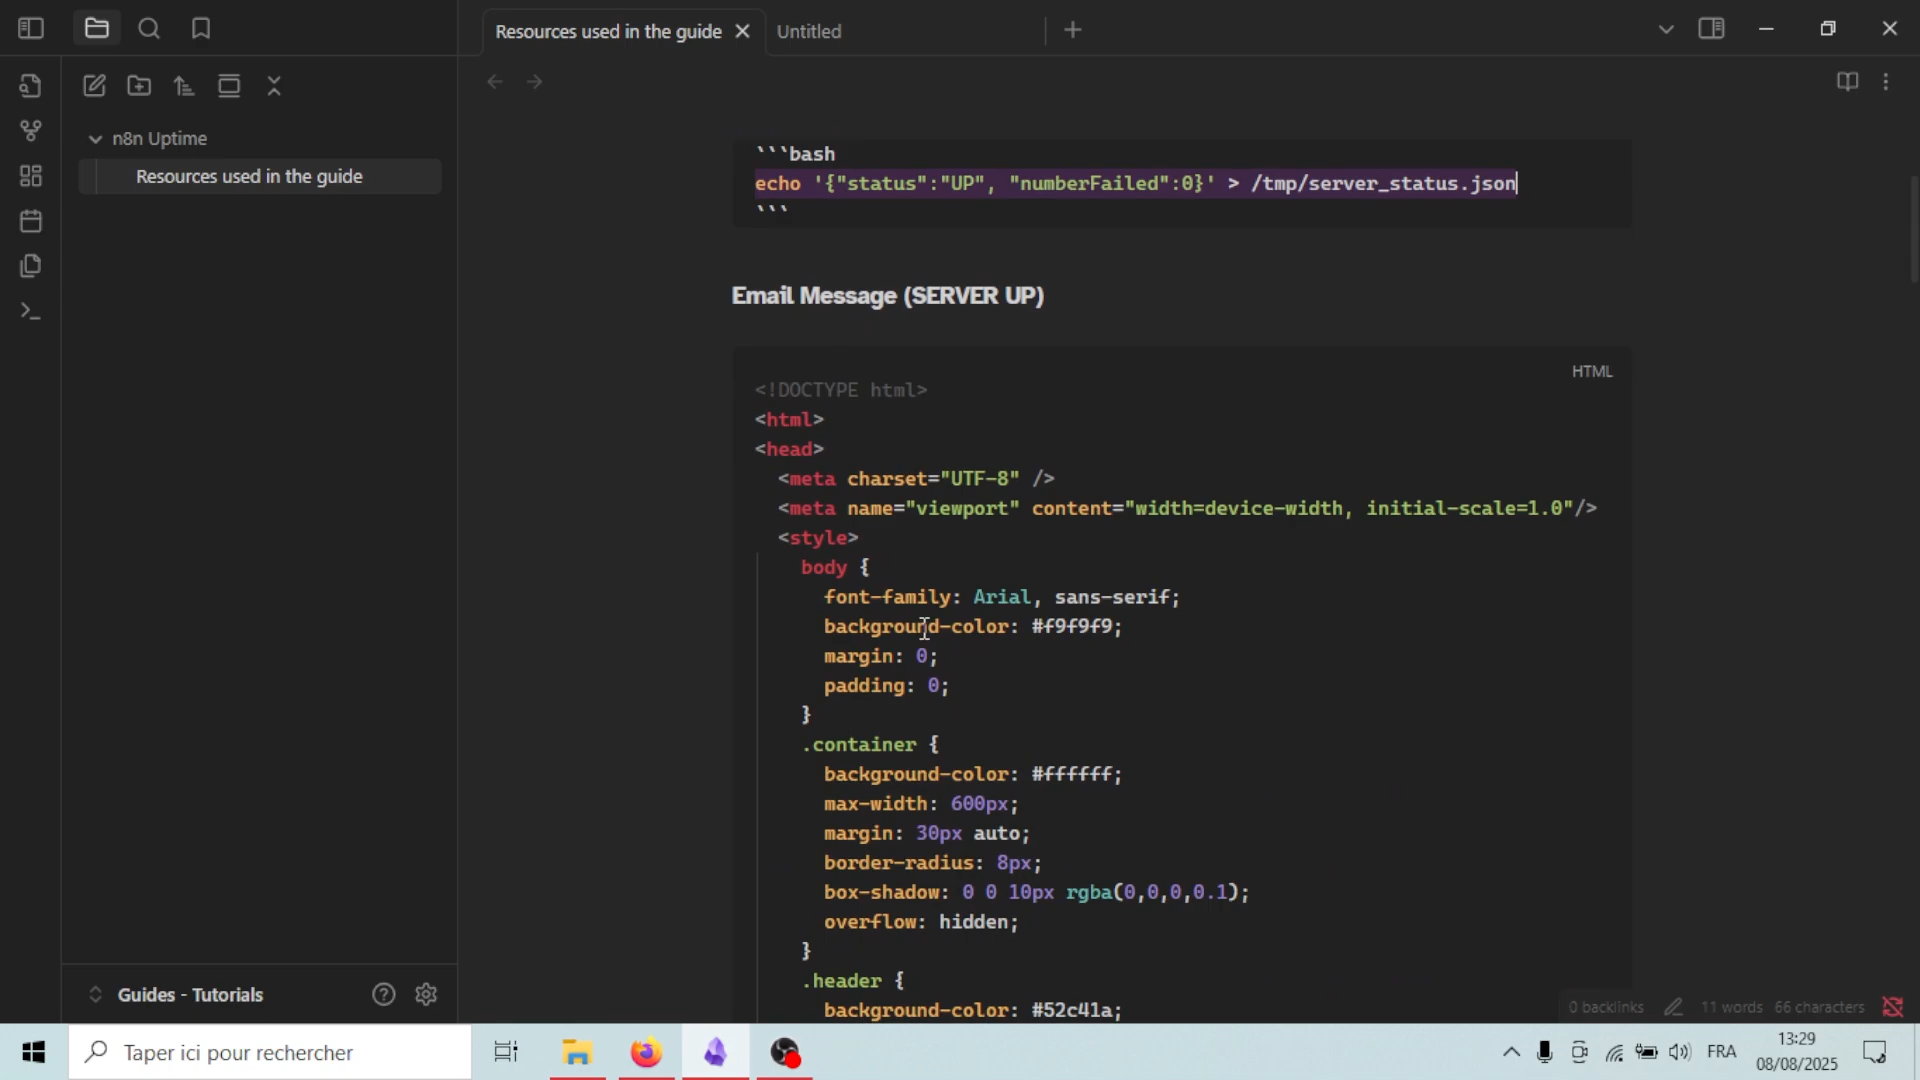 Resources used in the guide
Untitled
n8n Uptime
Resources used in the guide
```bash
echo '{"status":"UP", "numberFailed":0}' > /tmp/server_status.json
```
Email Message (SERVER UP)
HTML
<!DOCTYPE html>
<html>
<head>
<meta charset="UTF-8" />
<meta name="viewport" content="width=device-width, initial-scale=1.0"/>
<style>
body {
font-family: Arial, sans-serif;
background-color: #f9f9f9;
margin: 0;
padding: 0;
}
.container {
background-color: #ffffff;
max-width: 600px;
margin: 30px auto;
border-radius: 8px;
box-shadow: 0 0 10px rgba(0,0,0,0.1);
overflow: hidden;
}
.header {
background-color: #52c41a;
Guides - Tutorials
0 backlinks
11 words
66 characters
Taper ici pour rechercher
FRA
13:29
08/08/2025